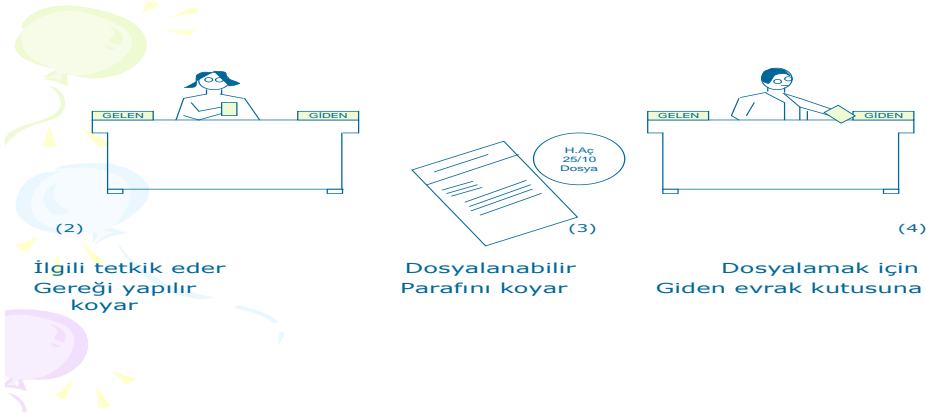 GELEN
GİDEN
GELEN
GİDEN
H.Aç
25/10
Dosya
(2)
(3)
(4)
İlgili tetkik eder
Gereği yapılır
koyar
Dosyalanabilir
Parafını koyar
Dosyalamak için
Giden evrak kutusuna